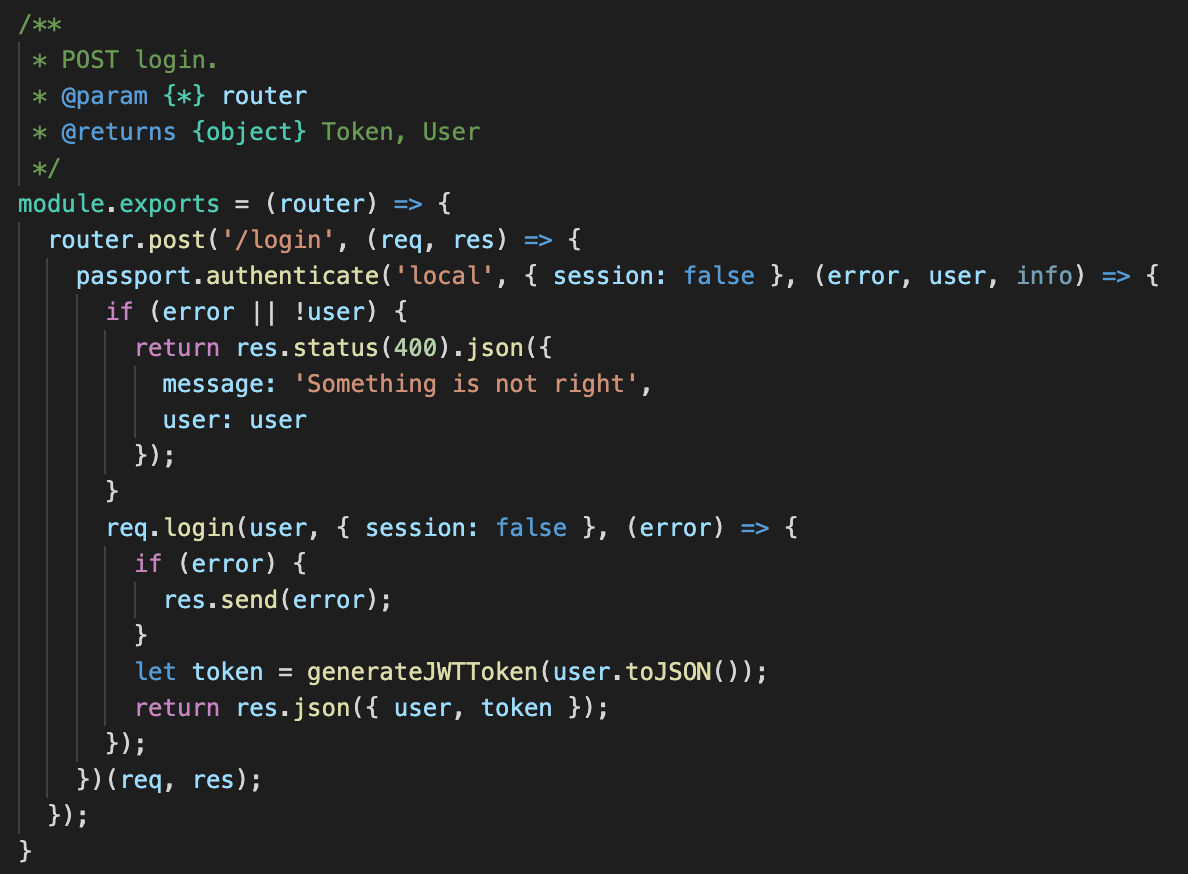 /**
 * POST login.
 * @param {*} router
 * @returns {object} Token, User
 */
module.exports = (router) => {
  router.post('/login', (req, res) => {
    passport.authenticate('local', { session: false }, (error, user, info) => {
      if (error || !user) {
        return res.status(400).json({
          message: 'Something is not right',
          user: user
        });
      }
      req.login(user, { session: false }, (error) => {
        if (error) {
          res.send(error);
        }
        let token = generateJWTToken(user.toJSON());
        return res.json({ user, token });
      });
    })(req, res);
  });
}